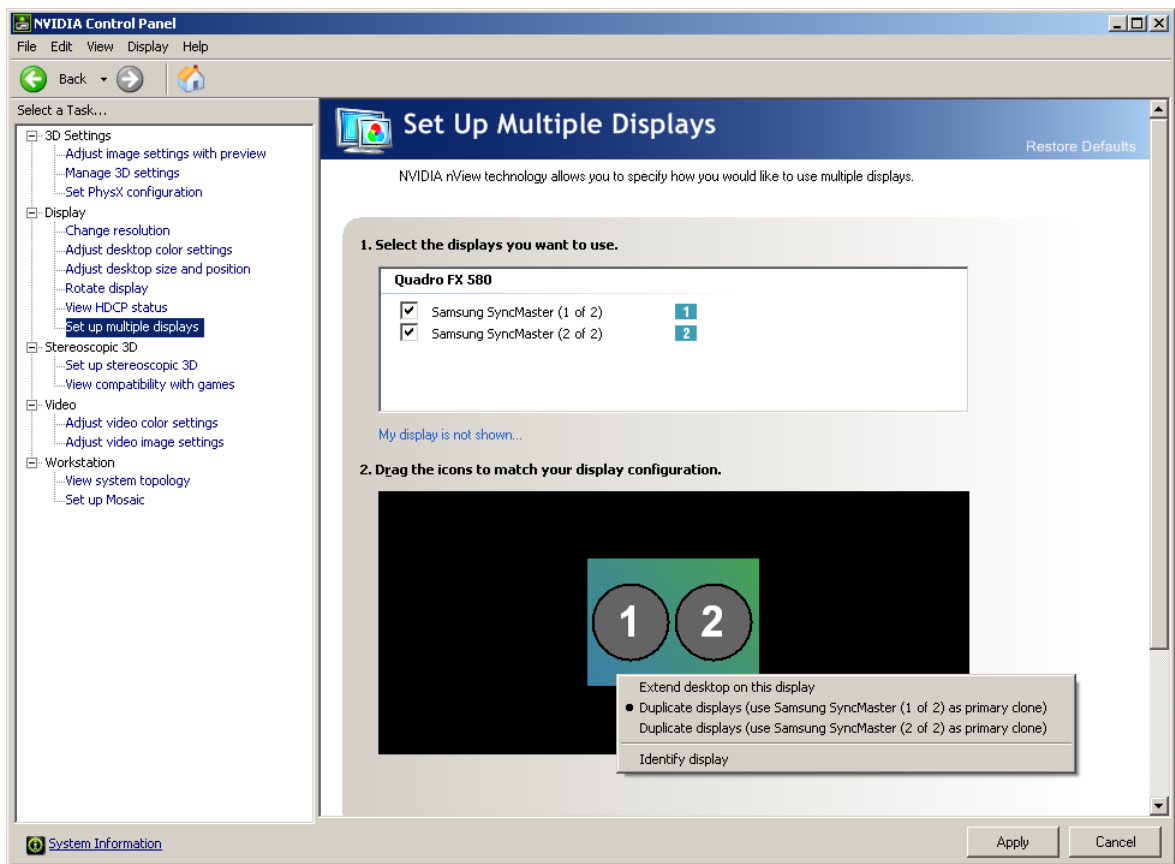 NVIDIA Control Panel
File Edit View Display Help
Back
Select a Task...
3D Settings
Adjust image settings with preview
Manage 3D settings
Set PhysX configuration
Display
Change resolution
Adjust desktop color settings
Adjust desktop size and position
Rotate display
View HDCP status
Set up multiple displays
Stereoscopic 3D
Set up stereoscopic 3D
View compatibility with games
Video
Adjust video color settings
Adjust video image settings
Workstation
View system topology
Set up Mosaic
System Information
Set Up Multiple Displays
Restore Defaults
NVIDIA nView technology allows you to specify how you would like to use multiple displays.
1. Select the displays you want to use.
Quadro FX 580
Samsung SyncMaster (1 of 2) 1
Samsung SyncMaster (2 of 2) 2
My display is not shown...
2. Drag the icons to match your display configuration.
1 2
Extend desktop on this display
Duplicate displays (use Samsung SyncMaster (1 of 2) as primary clone)
Duplicate displays (use Samsung SyncMaster (2 of 2) as primary clone)
Identify display
Apply Cancel